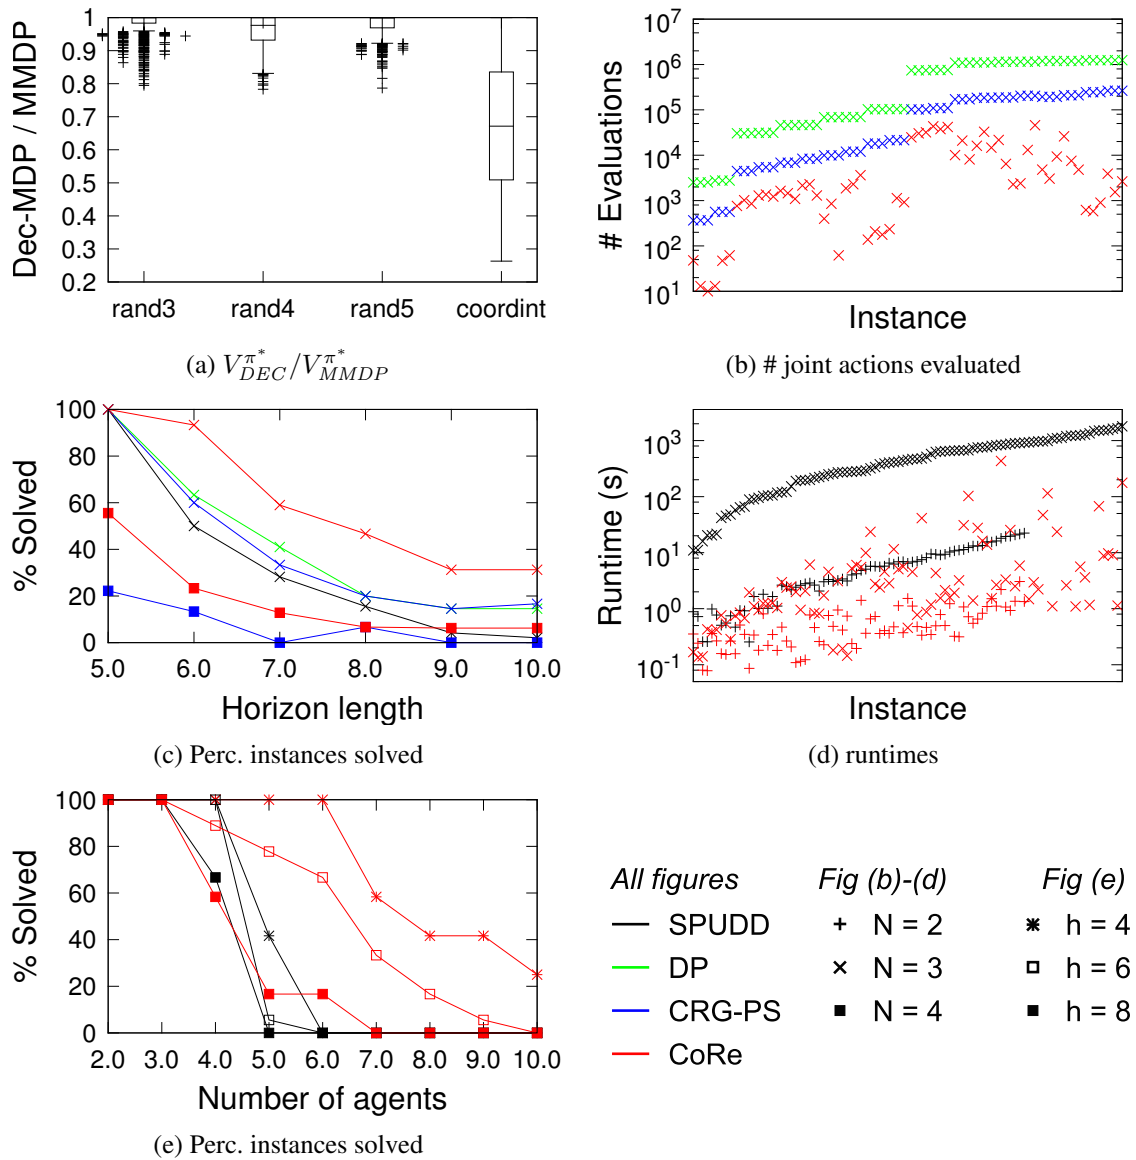 Dec-MDP / MMDP
1
0.9
0.8
0.7
0.6
0.5
0.4
0.3
0.2
rand3 rand4 rand5 coordint
(a) V^{π*}_{DEC}/V^{π*}_{MMDP}
# Evaluations
10^7
10^6
10^5
10^4
10^3
10^2
10^1
Instance
(b) # joint actions evaluated
% Solved
100
80
60
40
20
0
5.0 6.0 7.0 8.0 9.0 10.0
Horizon length
(c) Perc. instances solved
Runtime (s)
10^3
10^2
10^1
10^0
10^-1
Instance
(d) runtimes
% Solved
100
80
60
40
20
0
2.0 3.0 4.0 5.0 6.0 7.0 8.0 9.0 10.0
Number of agents
(e) Perc. instances solved
All figures Fig (b)-(d) Fig (e)
SPUDD N = 2 h = 4
DP N = 3 h = 6
CRG-PS N = 4 h = 8
CoRe